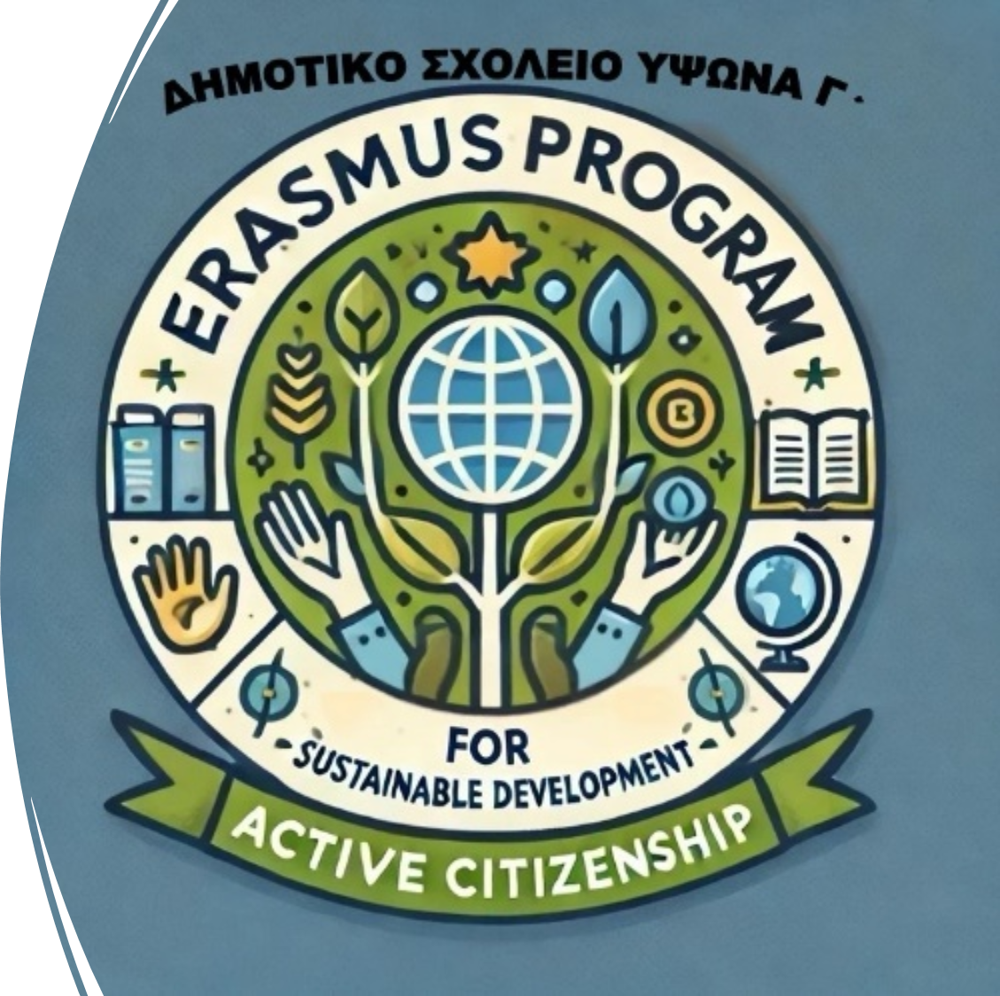 ΔΗΜΟΤΙΚΟ ΣΧΟΛΕΙΟ ΥΨΩΝΑ Γ΄
ERASMUS PROGRAM
FOR
SUSTAINABLE DEVELOPMENT
ACTIVE CITIZENSHIP